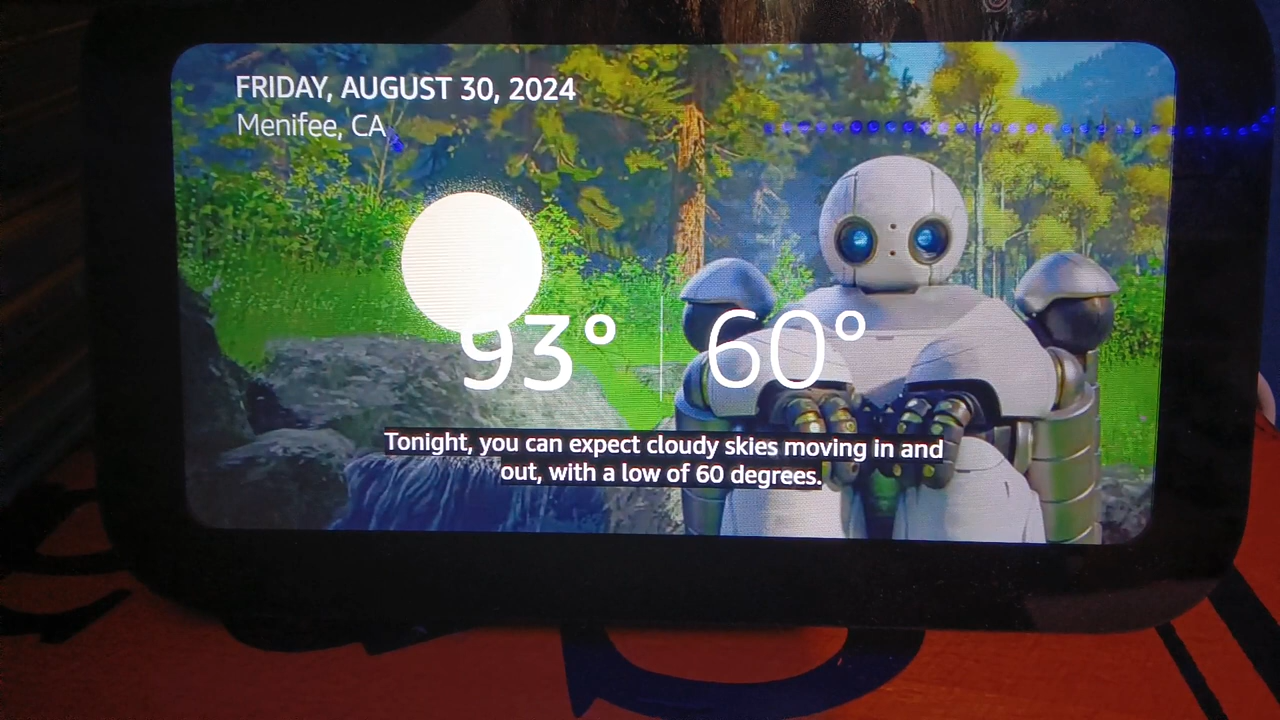 FRIDAY, AUGUST 30, 2024
Menifee, CA
93° 60°
Tonight, you can expect cloudy skies moving in and
out, with a low of 60 degrees.